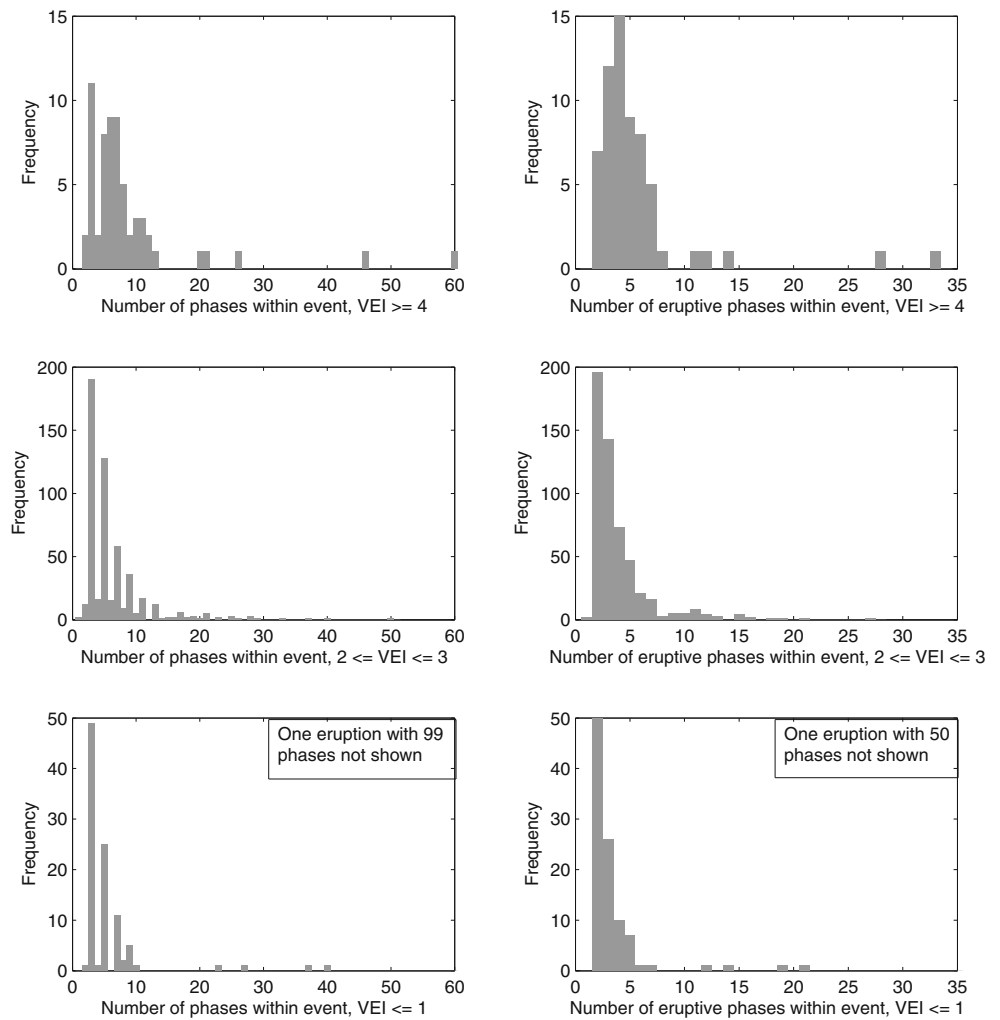 15
10
5
0
Frequency
0 10 20 30 40 50 60
Number of phases within event, VEI >= 4
15
10
5
0
Frequency
0 5 10 15 20 25 30 35
Number of eruptive phases within event, VEI >= 4
200
150
100
50
0
Frequency
0 10 20 30 40 50 60
Number of phases within event, 2 <= VEI <= 3
200
150
100
50
0
Frequency
0 5 10 15 20 25 30 35
Number of eruptive phases within event, 2 <= VEI <= 3
50
40
30
20
10
0
Frequency
One eruption with 99
phases not shown
0 10 20 30 40 50 60
Number of phases within event, VEI <= 1
50
40
30
20
10
0
Frequency
One eruption with 50
phases not shown
0 5 10 15 20 25 30 35
Number of eruptive phases within event, VEI <= 1